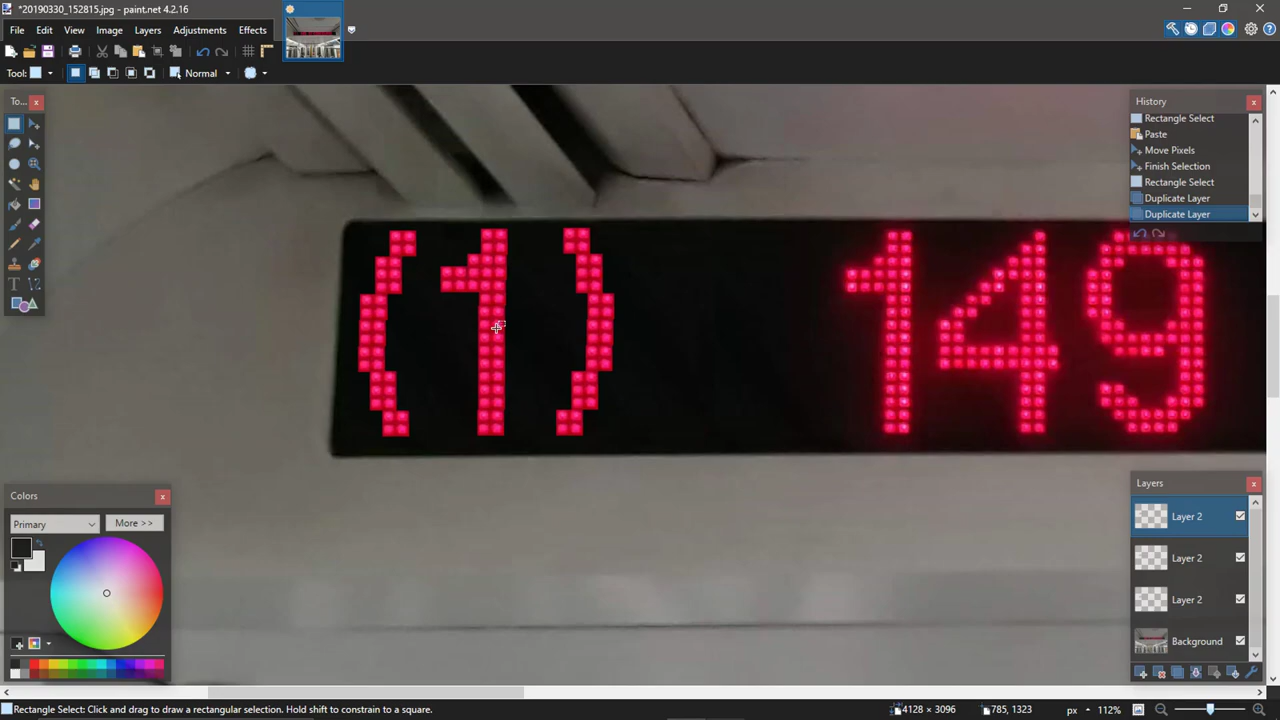 *20190330_152815.jpg - paint.net 4.2.16
File Edit View Image Layers Adjustments Effects
Tool: Normal
To...
History
Rectangle Select
Paste
Move Pixels
Finish Selection
Rectangle Select
Duplicate Layer
Duplicate Layer
(1) 149
Colors
Primary More >>
Layers
Layer 2
Layer 2
Layer 2
Background
Rectangle Select: Click and drag to draw a rectangular selection. Hold shift to constrain to a square. 4128 × 3096 785, 1323 px 112%